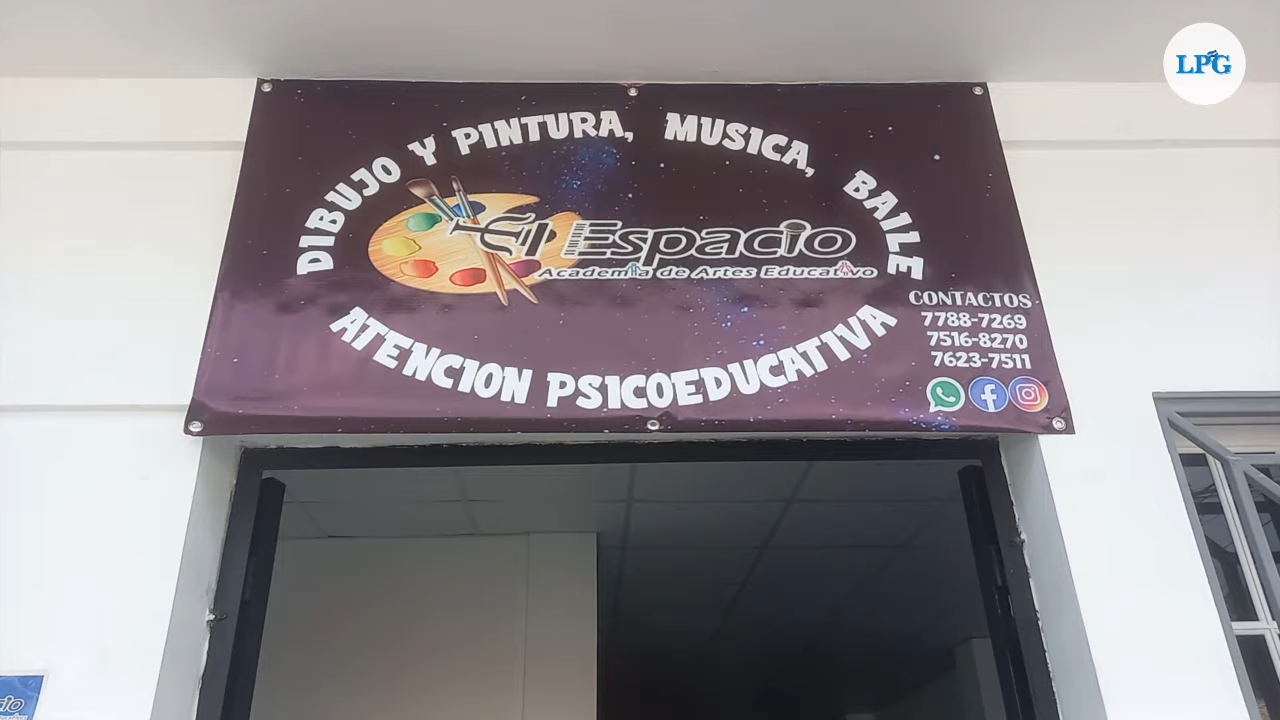 LPG
DIBUJO Y PINTURA, MUSICA, BAILE
El Espacio
Academia de Artes Educativo
ATENCION PSICOEDUCATIVA
CONTACTOS
7788-7269
7516-8270
7623-7511